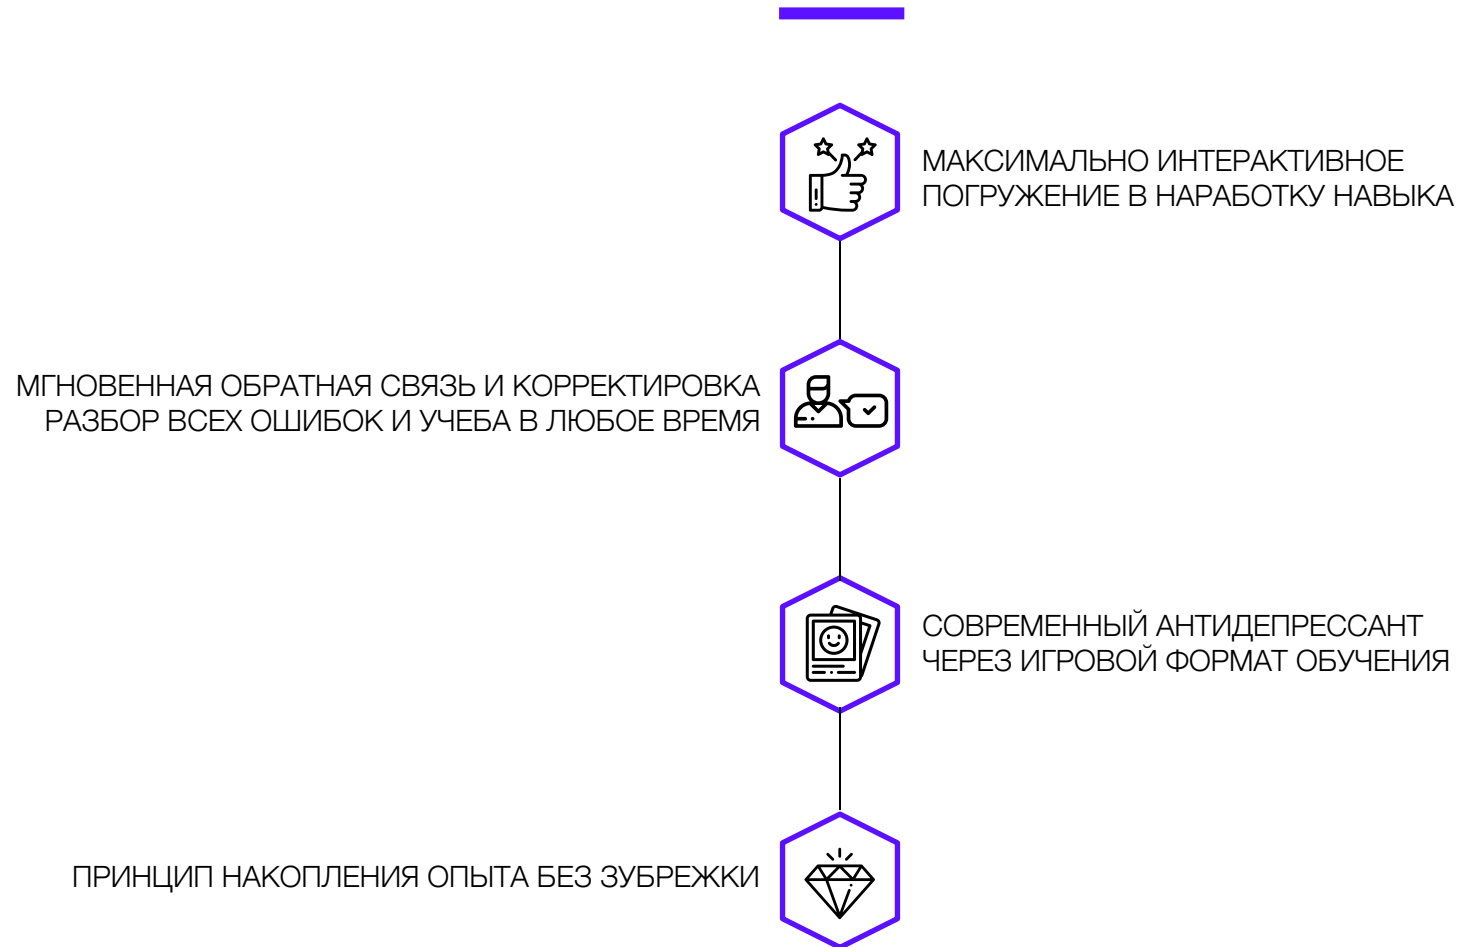 МАКСИМАЛЬНО ИНТЕРАКТИВНОЕ
ПОГРУЖЕНИЕ В НАРАБОТКУ НАВЫКА
МГНОВЕННАЯ ОБРАТНАЯ СВЯЗЬ И КОРРЕКТИРОВКА
РАЗБОР ВСЕХ ОШИБОК И УЧЕБА В ЛЮБОЕ ВРЕМЯ
СОВРЕМЕННЫЙ АНТИДЕПРЕССАНТ
ЧЕРЕЗ ИГРОВОЙ ФОРМАТ ОБУЧЕНИЯ
ПРИНЦИП НАКОПЛЕНИЯ ОПЫТА БЕЗ ЗУБРЕЖКИ